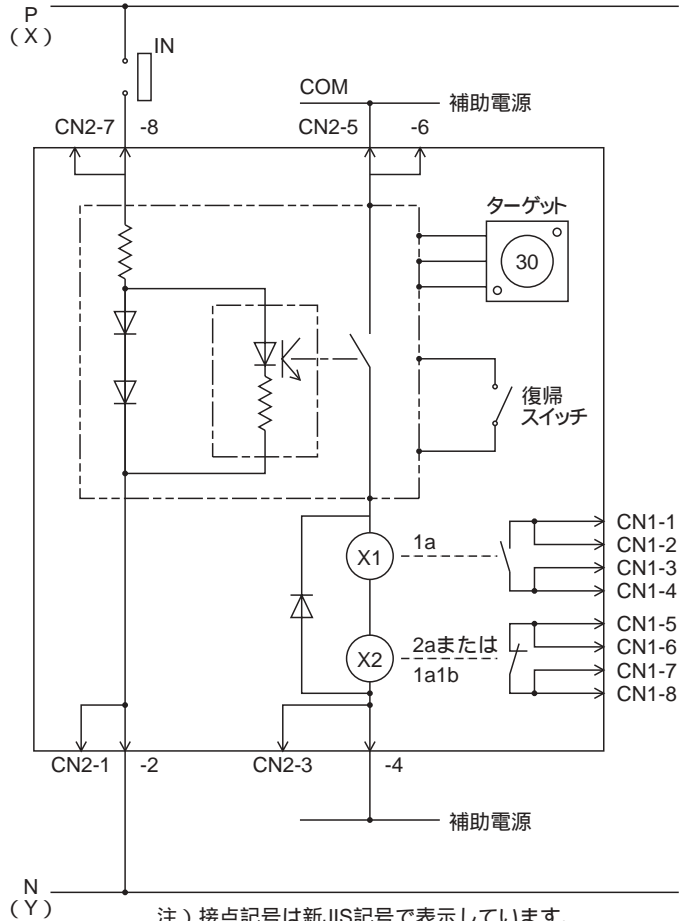 P
(X)
IN
COM
補助電源
CN2-7
-8
CN2-5
-6
ターゲット
30
復帰
スイッチ
X1
1a
CN1-1
CN1-2
CN1-3
CN1-4
X2
2aまたは
1a1b
CN1-5
CN1-6
CN1-7
CN1-8
CN2-1
-2
CN2-3
-4
補助電源
N
(Y)
注)接点記号は新JIS記号で表示しています。